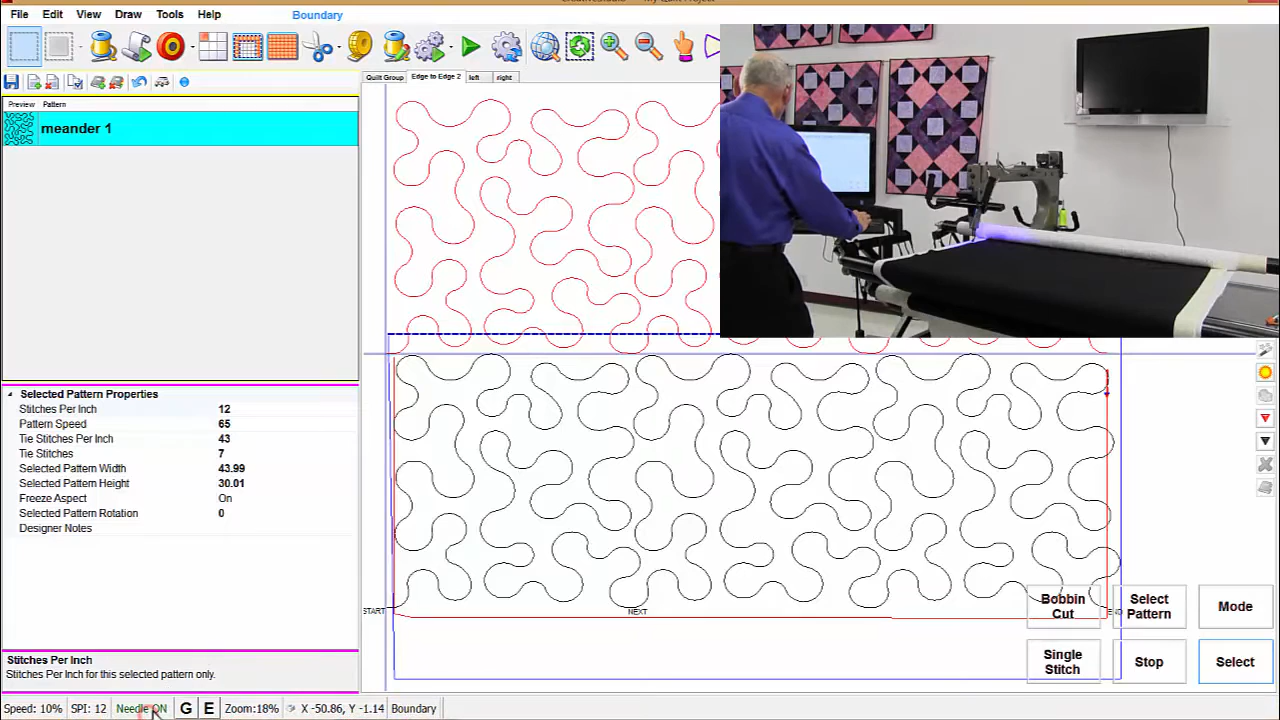 File Edit View Draw Tools Help Boundary
Quilt Group Edge to Edge 2 left right
Preview Pattern
meander 1
Selected Pattern Properties
Stitches Per Inch 12
Pattern Speed 65
Tie Stitches Per Inch 43
Tie Stitches 7
Selected Pattern Width 43.99
Selected Pattern Height 30.01
Freeze Aspect On
Selected Pattern Rotation 0
Designer Notes
START NEXT
Bobbin Cut
Select Pattern
Mode
Single Stitch
Stop
Select
Stitches Per Inch
Stitches Per Inch for this selected pattern only.
Speed: 10% SPI: 12 Needle ON G E Zoom:18% X -50.86, Y -1.14 Boundary